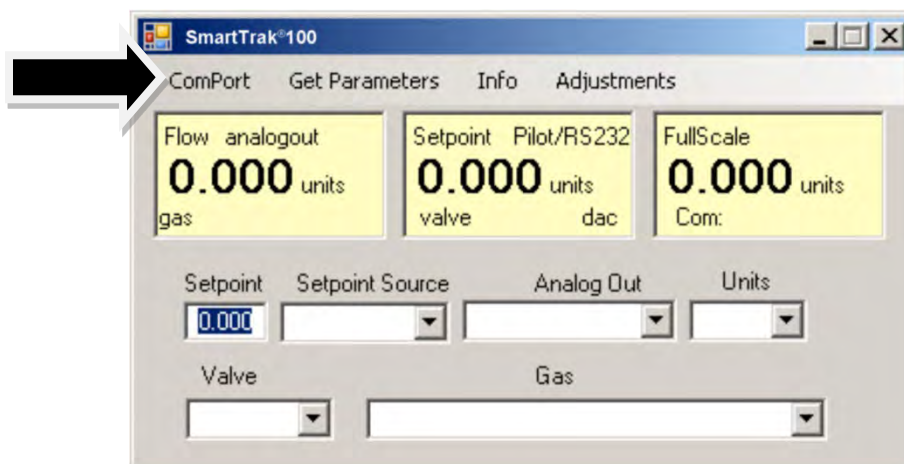 SmartTrak®100
ComPort Get Parameters Info Adjustments
Flow analogout
0.000 units
gas
Setpoint Pilot/RS232
0.000 units
valve dac
FullScale
0.000 units
Com:
Setpoint Setpoint Source Analog Out Units
0.000
Valve Gas